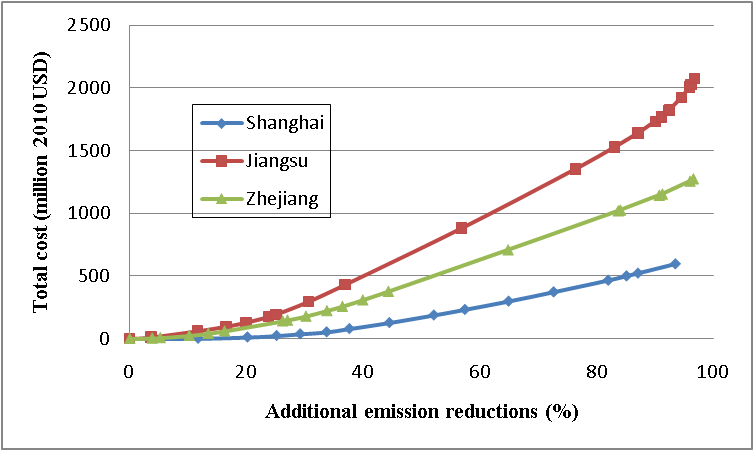 2500
2000
1500
1000
500
0
Total cost (million 2010 USD)
Shanghai
Jiangsu
Zhejiang
0 20 40 60 80 100
Additional emission reductions (%)